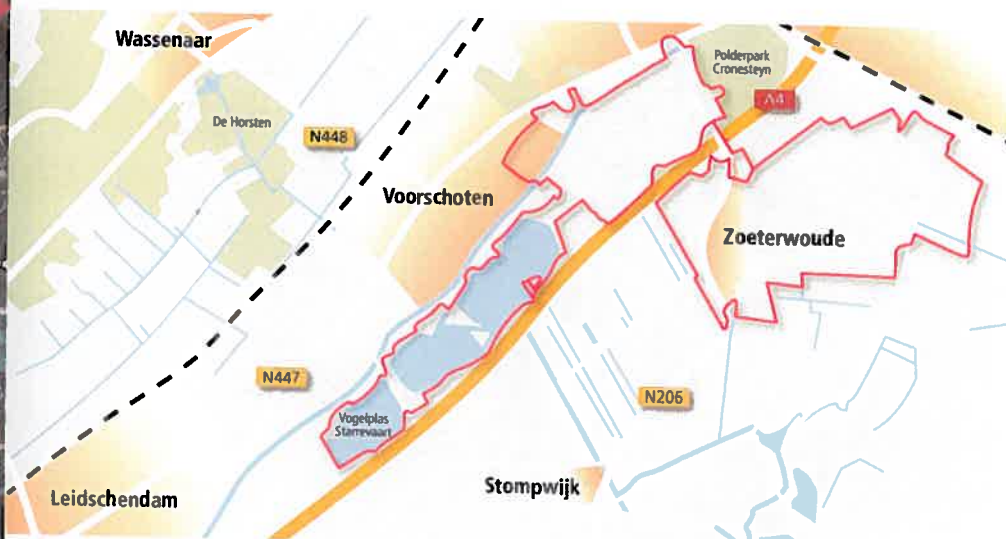 Wassenaar
Polderpark
Cronesteyn
A4
De Horsten
N448
Voorschoten
Zoeterwoude
N447
N206
Vogelplas
Starrevaart
Stompwijk
Leidschendam